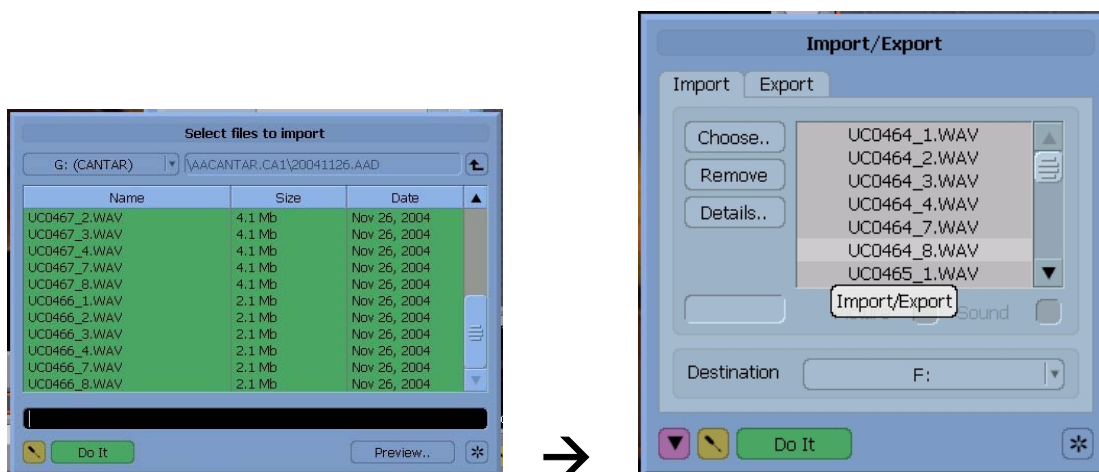 Select files to import
G: (CANTAR) \AACANTAR.CA1\20041126.AAD
Name Size Date
UC0467_2.WAV 4.1 Mb Nov 26, 2004
UC0467_3.WAV 4.1 Mb Nov 26, 2004
UC0467_4.WAV 4.1 Mb Nov 26, 2004
UC0467_7.WAV 4.1 Mb Nov 26, 2004
UC0467_8.WAV 4.1 Mb Nov 26, 2004
UC0466_1.WAV 2.1 Mb Nov 26, 2004
UC0466_2.WAV 2.1 Mb Nov 26, 2004
UC0466_3.WAV 2.1 Mb Nov 26, 2004
UC0466_4.WAV 2.1 Mb Nov 26, 2004
UC0466_7.WAV 2.1 Mb Nov 26, 2004
UC0466_8.WAV 2.1 Mb Nov 26, 2004
Do It Preview..
Import/Export
Import Export
Choose..
Remove
Details..
UC0464_1.WAV
UC0464_2.WAV
UC0464_3.WAV
UC0464_4.WAV
UC0464_7.WAV
UC0464_8.WAV
UC0465_1.WAV
Import/Export
Sound
Destination F:
Do It